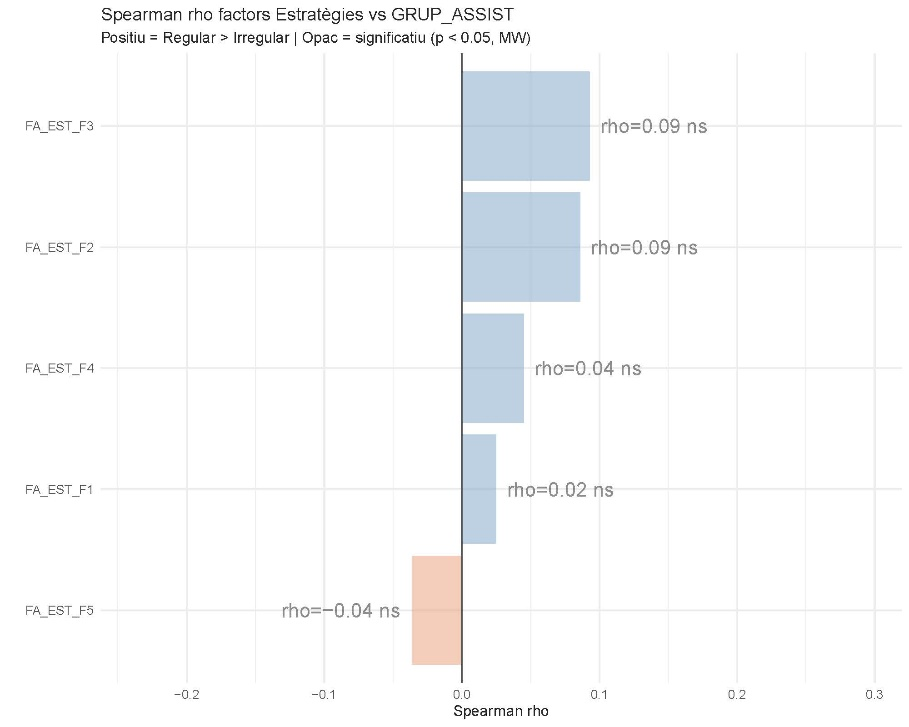 Spearman rho factors Estratègies vs GRUP_ASSIST
Positiu = Regular > Irregular | Opac = significatiu (p < 0.05, MW)
FA_EST_F3
rho=0.09 ns
FA_EST_F2
rho=0.09 ns
FA_EST_F4
rho=0.04 ns
FA_EST_F1
rho=0.02 ns
FA_EST_F5
rho=−0.04 ns
−0.2 −0.1 0.0 0.1 0.2 0.3
Spearman rho